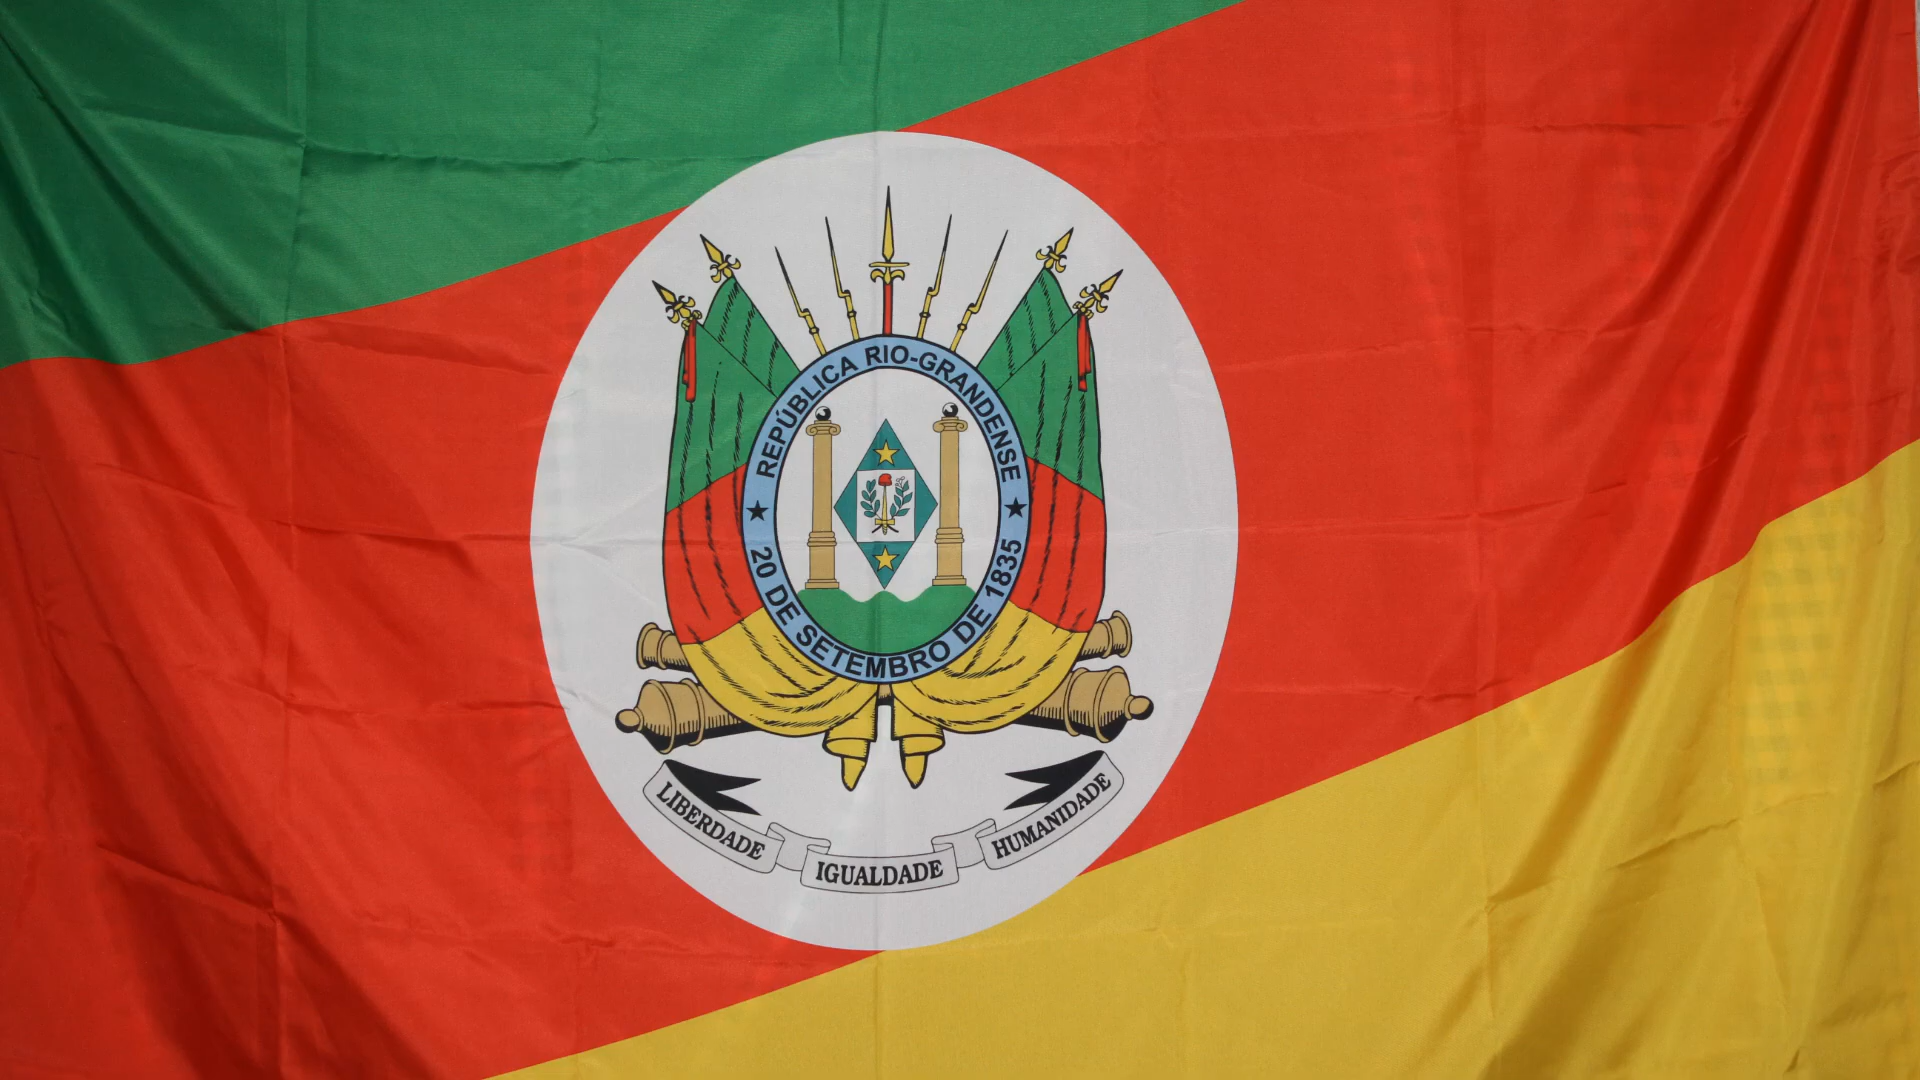 REPÚBLICA RIO-GRANDENSE
20 DE SETEMBRO DE 1835
LIBERDADE
IGUALDADE
HUMANIDADE